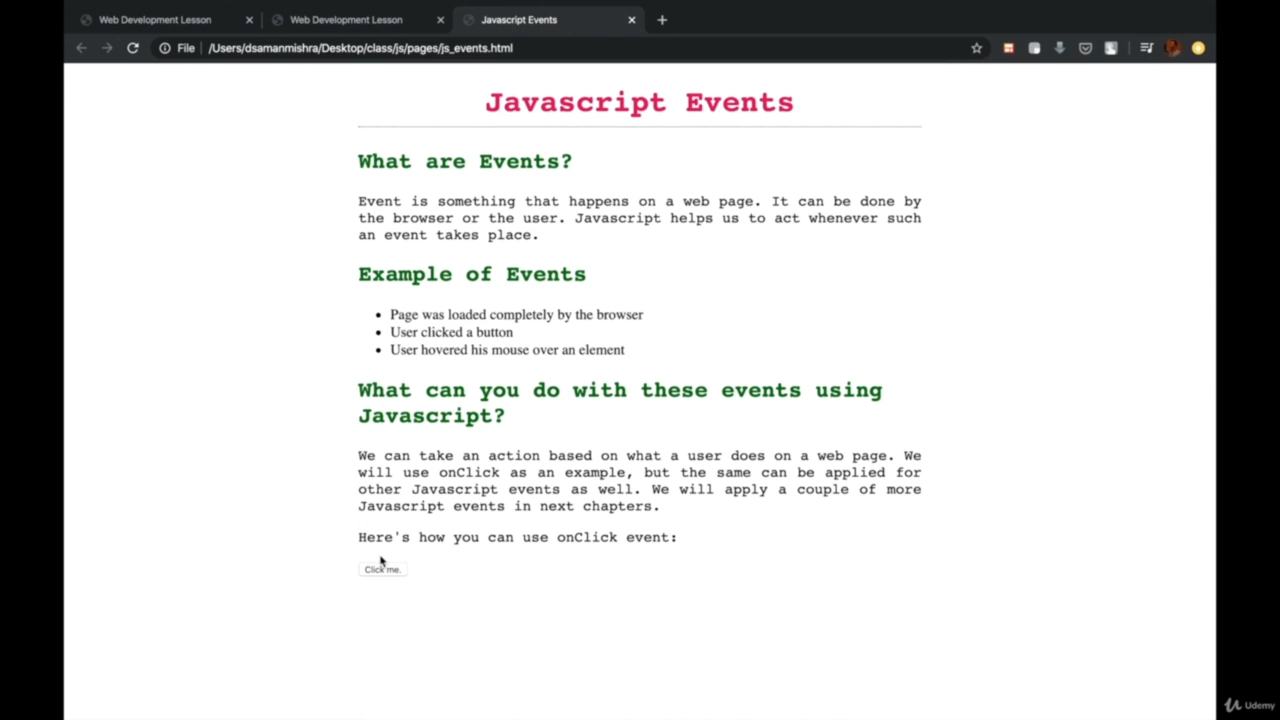 Web Development Lesson
Web Development Lesson
Javascript Events
File
/Users/dsamanmishra/Desktop/class/js/pages/js_events.html
Javascript Events
What are Events?
Event is something that happens on a web page. It can be done by
the browser or the user. Javascript helps us to act whenever such
an event takes place.
Example of Events
Page was loaded completely by the browser
User clicked a button
User hovered his mouse over an element
What can you do with these events using
Javascript?
We can take an action based on what a user does on a web page. We
will use onClick as an example, but the same can be applied for
other Javascript events as well. We will apply a couple of more
Javascript events in next chapters.
Here's how you can use onClick event:
Click me.
Udemy